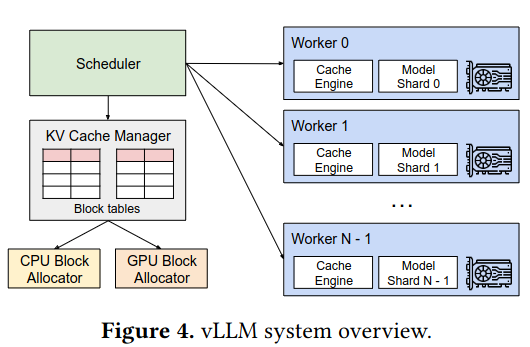 Scheduler
KV Cache Manager
Block tables
CPU Block
Allocator
GPU Block
Allocator
Worker 0
Cache
Engine
Model
Shard 0
Worker 1
Cache
Engine
Model
Shard 1
...
Worker N - 1
Cache
Engine
Model
Shard N - 1
Figure 4. vLLM system overview.